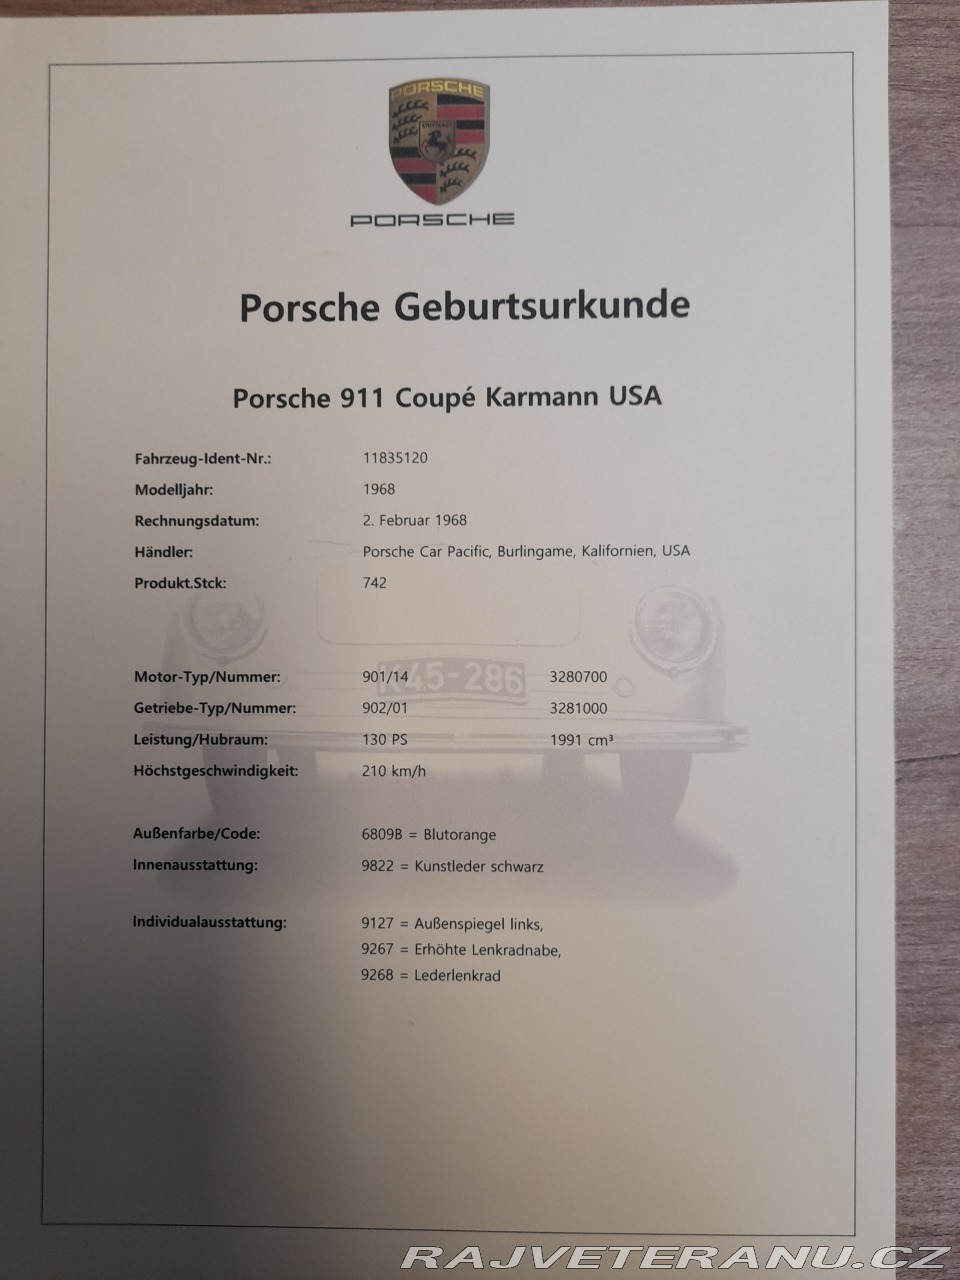 PORSCHE
STUTTGART
PORSCHE
Porsche Geburtsurkunde
Porsche 911 Coupé Karmann USA
Fahrzeug-Ident-Nr.: 11835120
Modelljahr: 1968
Rechnungsdatum: 2. Februar 1968
Händler: Porsche Car Pacific, Burlingame, Kalifornien, USA
Produkt.Stck: 742
Motor-Typ/Nummer: 901/14 3280700
K45-286
Getriebe-Typ/Nummer: 902/01 3281000
Leistung/Hubraum: 130 PS 1991 cm³
Höchstgeschwindigkeit: 210 km/h
Außenfarbe/Code: 6809B = Blutorange
Innenausstattung: 9822 = Kunstleder schwarz
Individualausstattung: 9127 = Außenspiegel links,
9267 = Erhöhte Lenkradnabe,
9268 = Lederlenkrad
RAJVETERANU.CZ